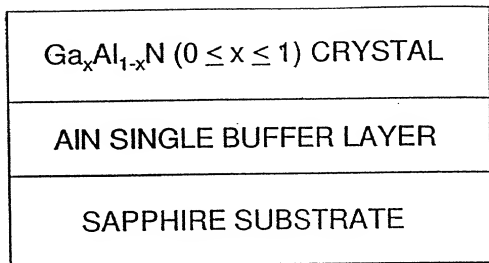 GaₓAl₁₋ₓN (0 ≤ x ≤ 1) CRYSTAL
AlN SINGLE BUFFER LAYER
SAPPHIRE SUBSTRATE